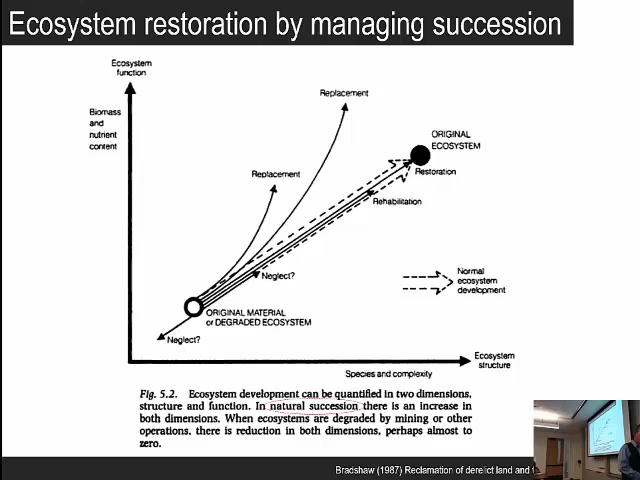 Ecosystem restoration by managing succession
Ecosystem
function
Biomass
and
nutrient
content
Replacement
Replacement
ORIGINAL
ECOSYSTEM
Restoration
Rehabilitation
Neglect?
Normal
ecosystem
development
ORIGINAL MATERIAL
or DEGRADED ECOSYSTEM
Neglect?
Ecosystem
structure
Species and complexity
Fig. 5.2. Ecosystem development can be quantified in two dimensions,
structure and function. In natural succession there is an increase in
both dimensions. When ecosystems are degraded by mining or other
operations, there is reduction in both dimensions, perhaps almost to
zero.
Bradshaw (1987) Reclamation of derelict land and